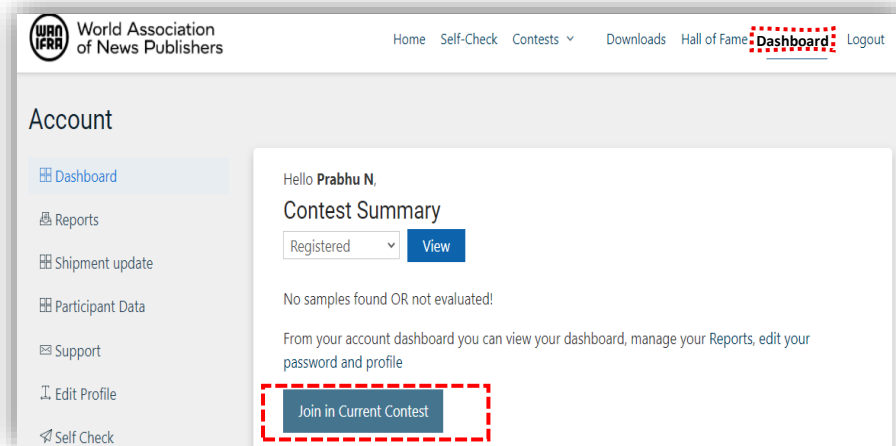 WAN
IFRA
World Association
of News Publishers
Home Self-Check Contests Downloads Hall of Fame Dashboard Logout
Account
Dashboard
Reports
Shipment update
Participant Data
Support
Edit Profile
Self Check
Hello Prabhu N,
Contest Summary
Registered View
No samples found OR not evaluated!
From your account dashboard you can view your dashboard, manage your Reports, edit your
password and profile
Join in Current Contest